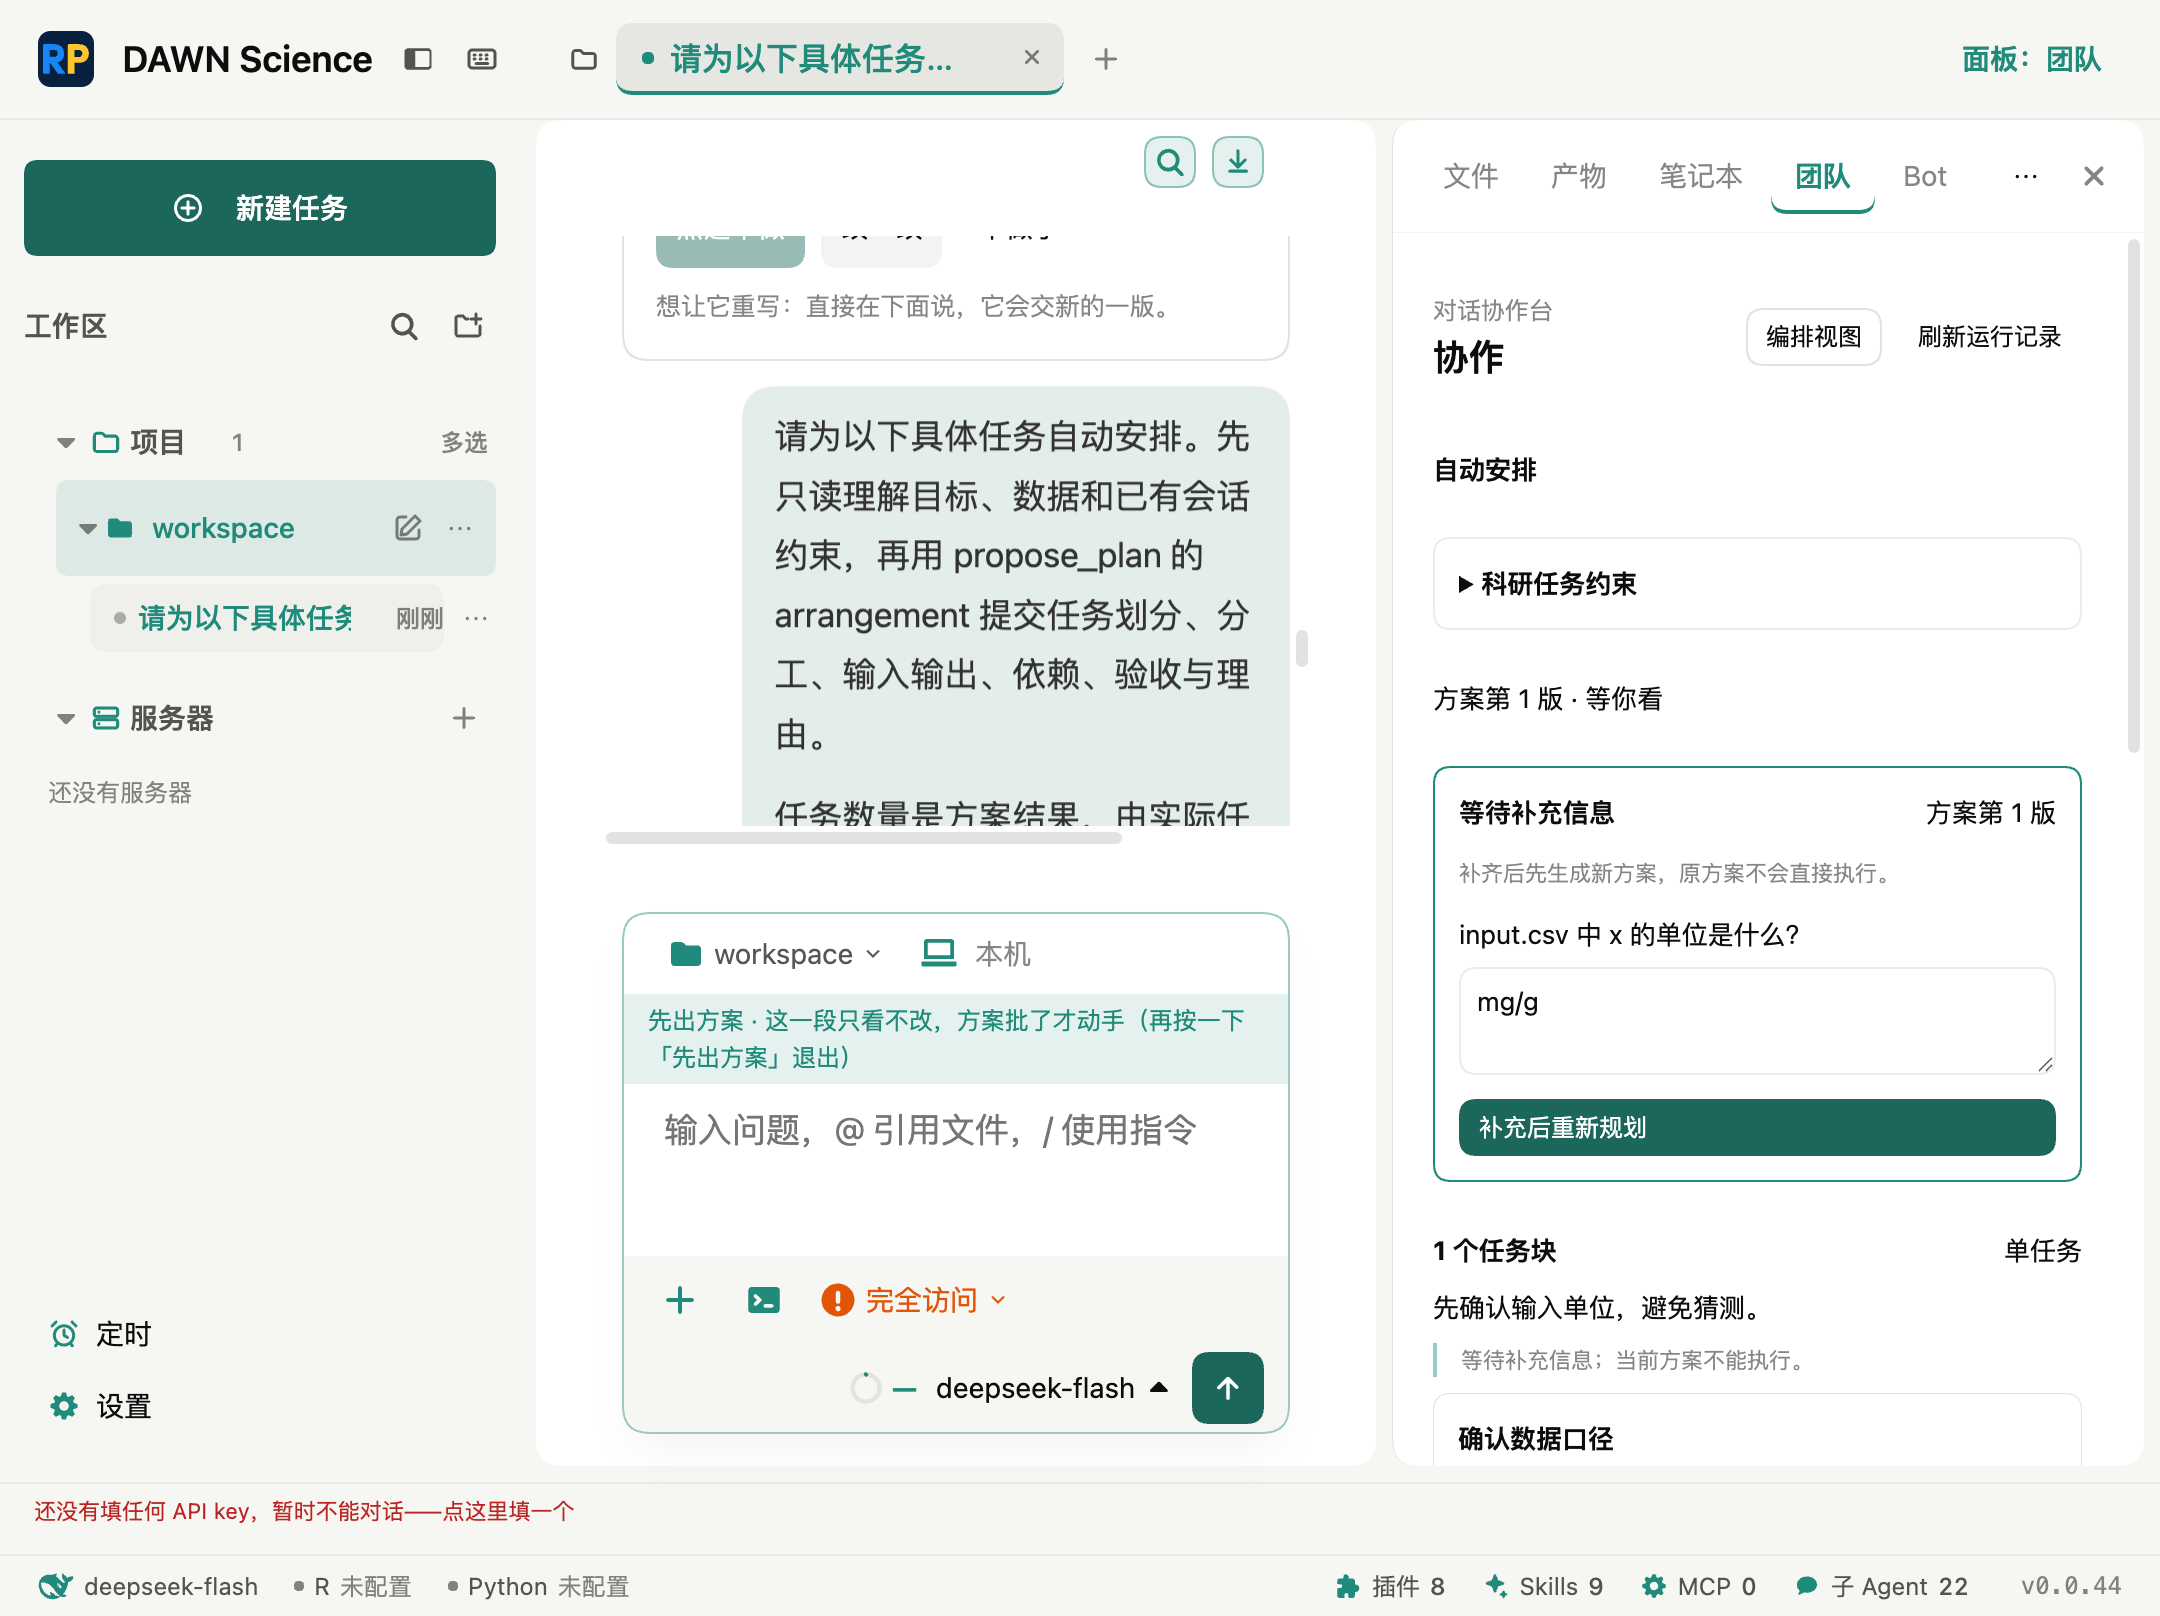 RP
DAWN Science
请为以下具体任务...
面板：团队
新建任务
工作区
项目 1 多选
workspace
请为以下具体任务 刚刚
服务器
还没有服务器
定时
设置
想让它重写：直接在下面说，它会交新的一版。
请为以下具体任务自动安排。先
只读理解目标、数据和已有会话
约束，再用 propose_plan 的
arrangement 提交任务划分、分
工、输入输出、依赖、验收与理
由。
任务数量是方案结果，由实际任
workspace 本机
先出方案 · 这一段只看不改，方案批了才动手（再按一下
「先出方案」退出）
输入问题，@ 引用文件，/ 使用指令
完全访问
deepseek-flash
文件 产物 笔记本 团队 Bot
对话协作台
协作
编排视图 刷新运行记录
自动安排
科研任务约束
方案第 1 版 · 等你看
等待补充信息 方案第 1 版
补齐后先生成新方案，原方案不会直接执行。
input.csv 中 x 的单位是什么?
mg/g
补充后重新规划
1 个任务块 单任务
先确认输入单位，避免猜测。
等待补充信息；当前方案不能执行。
确认数据口径
还没有填任何 API key，暂时不能对话——点这里填一个
deepseek-flash R 未配置 Python 未配置
插件 8 Skills 9 MCP 0 子 Agent 22 v0.0.44